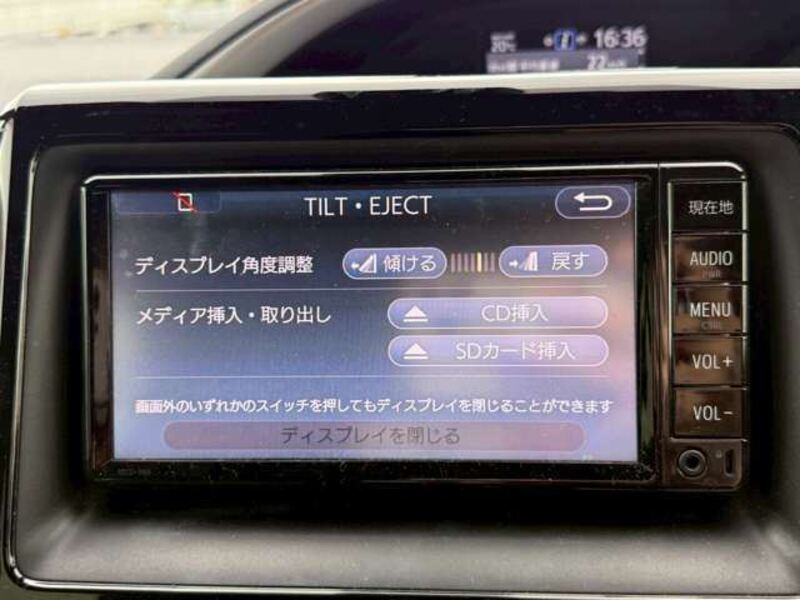 20℃
16:36
22
TILT・EJECT
ディスプレイ角度調整
傾ける
戻す
メディア挿入・取り出し
CD挿入
SDカード挿入
画面外のいずれかのスイッチを押してもディスプレイを閉じることができます
ディスプレイを閉じる
現在地
AUDIO
PWR
MENU
VOL+
VOL-